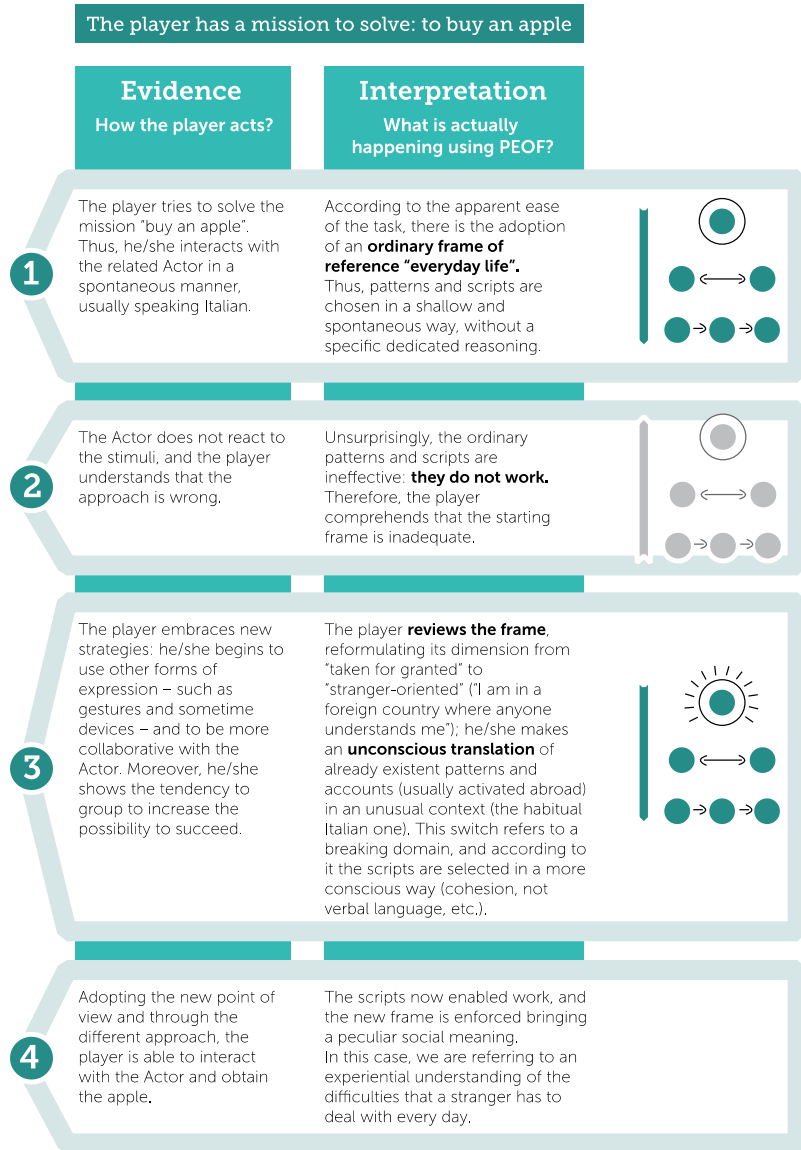 The player has a mission to solve: to buy an apple
Evidence
How the player acts?
Interpretation
What is actually
happening using PEOF?
1
The player tries to solve the
mission “buy an apple”.
Thus, he/she interacts with
the related Actor in a
spontaneous manner,
usually speaking Italian.
According to the apparent ease
of the task, there is the adoption
of an ordinary frame of
reference “everyday life”.
Thus, patterns and scripts are
chosen in a shallow and
spontaneous way, without a
specific dedicated reasoning.
2
The Actor does not react to
the stimuli, and the player
understands that the
approach is wrong.
Unsurprisingly, the ordinary
patterns and scripts are
ineffective: they do not work.
Therefore, the player
comprehends that the starting
frame is inadequate.
3
The player embraces new
strategies: he/she begins to
use other forms of
expression – such as
gestures and sometime
devices – and to be more
collaborative with the
Actor. Moreover, he/she
shows the tendency to
group to increase the
possibility to succeed.
The player reviews the frame,
reformulating its dimension from
“taken for granted” to
“stranger-oriented” (“I am in a
foreign country where anyone
understands me”); he/she makes
an unconscious translation of
already existent patterns and
accounts (usually activated abroad)
in an unusual context (the habitual
Italian one). This switch refers to a
breaking domain, and according to
it the scripts are selected in a more
conscious way (cohesion, not
verbal language, etc.).
4
Adopting the new point of
view and through the
different approach, the
player is able to interact
with the Actor and obtain
the apple.
The scripts now enabled work, and
the new frame is enforced bringing
a peculiar social meaning.
In this case, we are referring to an
experiential understanding of the
difficulties that a stranger has to
deal with every day.